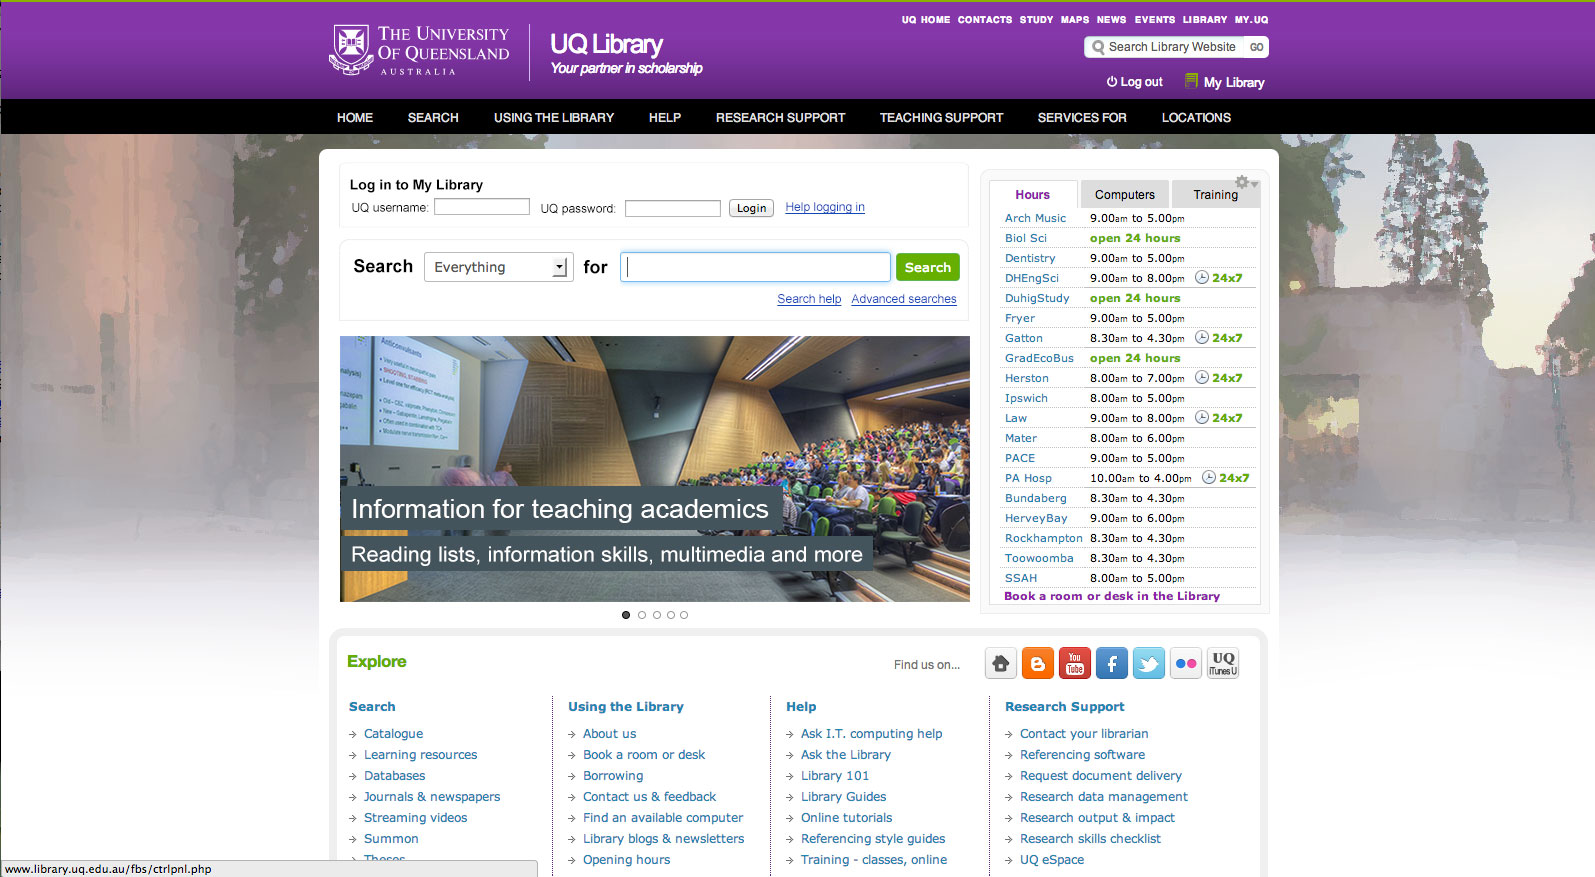 THE UNIVERSITY
OF QUEENSLAND
AUSTRALIA
UQ Library
Your partner in scholarship
UQ HOME CONTACTS STUDY MAPS NEWS EVENTS LIBRARY MY.UQ
Search Library Website GO
Log out My Library
HOME SEARCH USING THE LIBRARY HELP RESEARCH SUPPORT TEACHING SUPPORT SERVICES FOR LOCATIONS
Log in to My Library
UQ username: UQ password: Login Help logging in
Search Everything for Search
Search help Advanced searches
Anticonvulsants
Information for teaching academics
Reading lists, information skills, multimedia and more
Hours Computers Training
Arch Music 9.00am to 5.00pm
Biol Sci open 24 hours
Dentistry 9.00am to 5.00pm
DHEngSci 9.00am to 8.00pm 24x7
DuhigStudy open 24 hours
Fryer 9.00am to 5.00pm
Gatton 8.30am to 4.30pm 24x7
GradEcoBus open 24 hours
Herston 8.00am to 7.00pm 24x7
Ipswich 8.00am to 5.00pm
Law 9.00am to 8.00pm 24x7
Mater 8.00am to 6.00pm
PACE 8.00am to 6.00pm
PA Hosp 10.00am to 4.00pm 24x7
Bundaberg 8.30am to 4.30pm
HerveyBay 9.00am to 6.00pm
Rockhampton 8.30am to 4.30pm
Toowoomba 8.30am to 4.30pm
SSAH 8.00am to 5.00pm
Book a room or desk in the Library
Explore
Find us on...
You
Tube
UQ
iTunes U
Search
Catalogue
Learning resources
Databases
Journals & newspapers
Streaming videos
Summon
Theses
Using the Library
About us
Book a room or desk
Borrowing
Contact us & feedback
Find an available computer
Library blogs & newsletters
Opening hours
Help
Ask I.T. computing help
Ask the Library
Library 101
Library Guides
Online tutorials
Referencing style guides
Training - classes, online
Research Support
Contact your librarian
Referencing software
Request document delivery
Research data management
Research output & impact
Research skills checklist
UQ eSpace
www.library.uq.edu.au/fbs/ctrlpnl.php